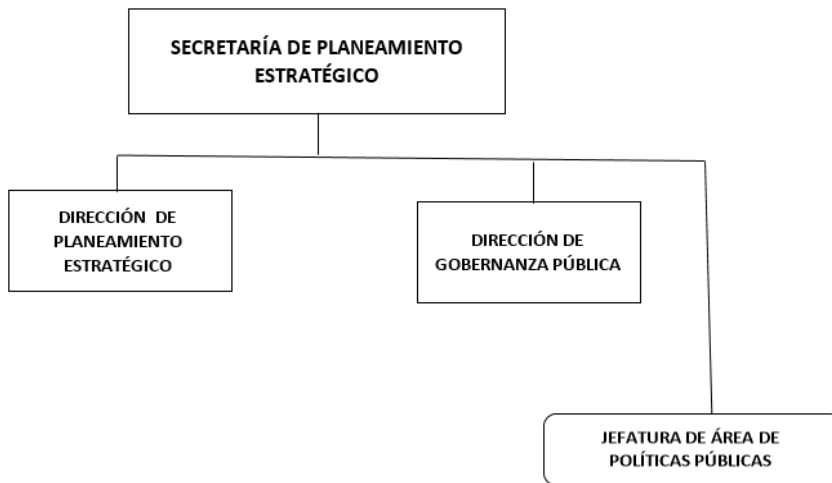 SECRETARÍA DE PLANEAMIENTO
ESTRATÉGICO
DIRECCIÓN DE
PLANEAMIENTO
ESTRATÉGICO
DIRECCIÓN DE
GOBERNANZA PÚBLICA
JEFATURA DE ÁREA DE
POLÍTICAS PÚBLICAS